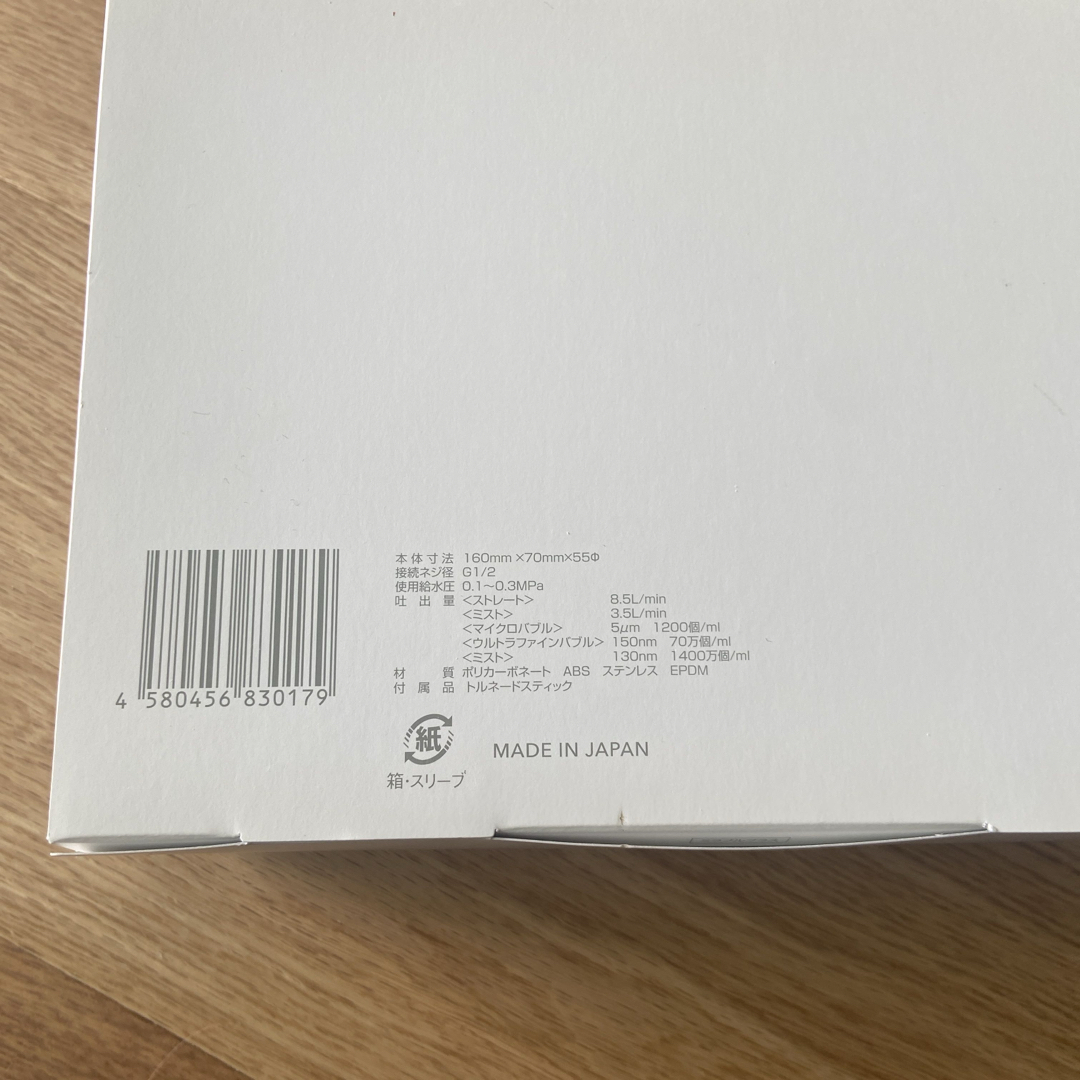 本体寸法 160mm×70mm×55Φ
接続ネジ径 G1/2
使用給水圧 0.1～0.3MPa
吐出量 <ストレート> 8.5L/min
<ミスト> 3.5L/min
<マイクロバブル> 5μm 1200個/ml
<ウルトラファインバブル> 150nm 70万個/ml
<ミスト> 130nm 1400万個/ml
材質 ポリカーボネート ABS ステンレス EPDM
付属品 トルネードスティック
4 580456 830179
紙
箱・スリーブ
MADE IN JAPAN